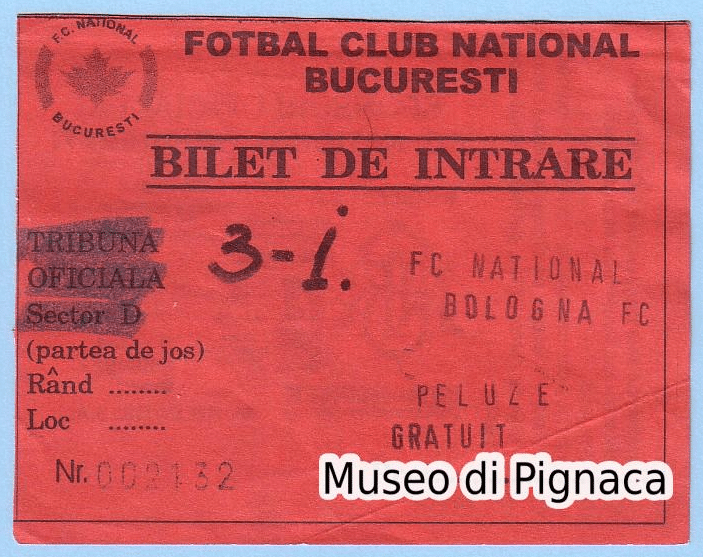 F.C. NATIONAL
BUCURESTI
FOTBAL CLUB NATIONAL
BUCURESTI
BILET DE INTRARE
TRIBUNA
OFICIALA
Sector D
(partea de jos)
Rând ........
Loc ........
Nr. 002132
3-1.
FC NATIONAL
BOLOGNA FC
PELUZE
GRATUIT
Museo di Pignaca